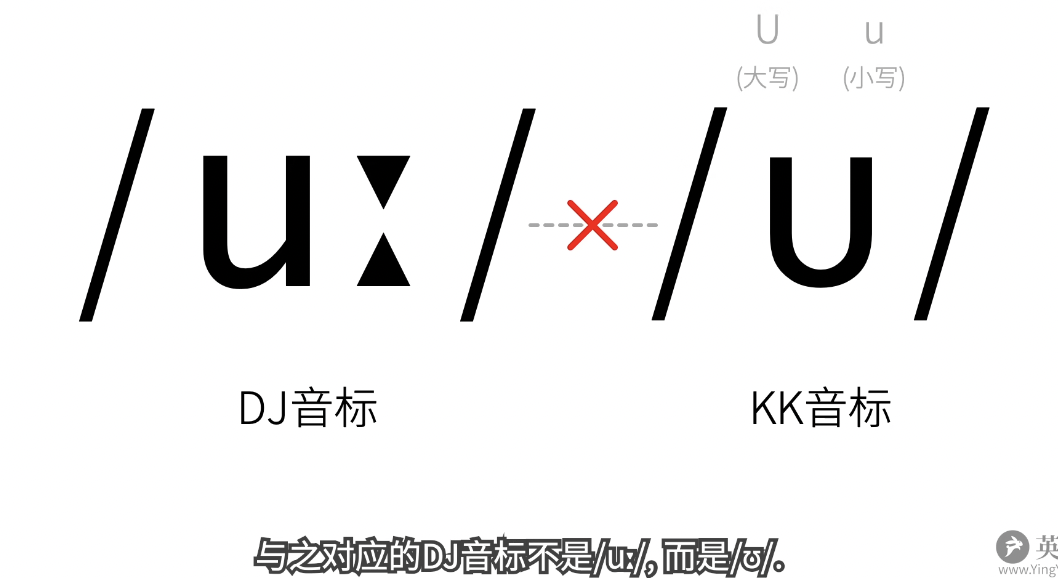 U u
(大写) (小写)
/uː/ /U/
DJ音标 KK音标
与之对应的DJ音标不是/uː/, 而是/ʊ/.
英
www.Ying